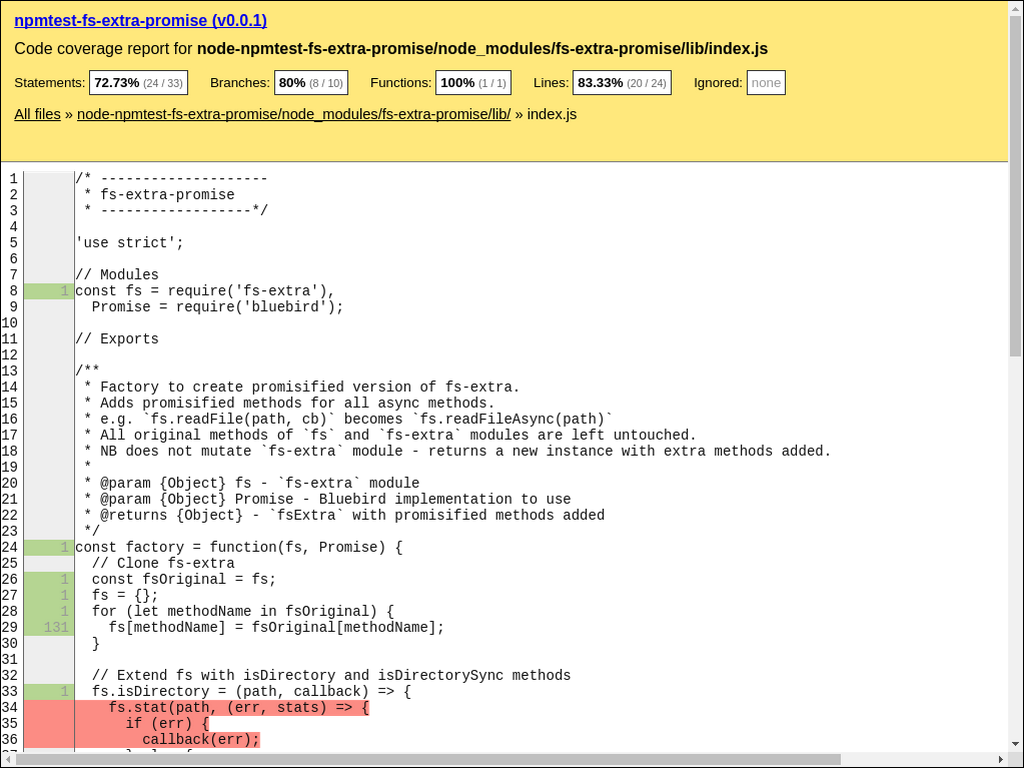 npmtest-fs-extra-promise (v0.0.1)
Code coverage report for node-npmtest-fs-extra-promise/node_modules/fs-extra-promise/lib/index.js
Statements: 72.73% (24 / 33) Branches: 80% (8 / 10) Functions: 100% (1 / 1) Lines: 83.33% (20 / 24) Ignored: none
All files » node-npmtest-fs-extra-promise/node_modules/fs-extra-promise/lib/ » index.js
1 /* --------------------
2  * fs-extra-promise
3  * ------------------*/
4
5 'use strict';
6
7 // Modules
8 1 const fs = require('fs-extra'),
9   Promise = require('bluebird');
10
11 // Exports
12
13 /**
14  * Factory to create promisified version of fs-extra.
15  * Adds promisified methods for all async methods.
16  * e.g. `fs.readFile(path, cb)` becomes `fs.readFileAsync(path)`
17  * All original methods of `fs` and `fs-extra` modules are left untouched.
18  * NB does not mutate `fs-extra` module - returns a new instance with extra methods added.
19  *
20  * @param {Object} fs - `fs-extra` module
21  * @param {Object} Promise - Bluebird implementation to use
22  * @returns {Object} - `fsExtra` with promisified methods added
23  */
24 1 const factory = function(fs, Promise) {
25   // Clone fs-extra
26 1   const fsOriginal = fs;
27 1   fs = {};
28 1   for (let methodName in fsOriginal) {
29 131     fs[methodName] = fsOriginal[methodName];
30   }
31
32   // Extend fs with isDirectory and isDirectorySync methods
33 1   fs.isDirectory = (path, callback) => {
34     fs.stat(path, (err, stats) => {
35       if (err) {
36         callback(err);